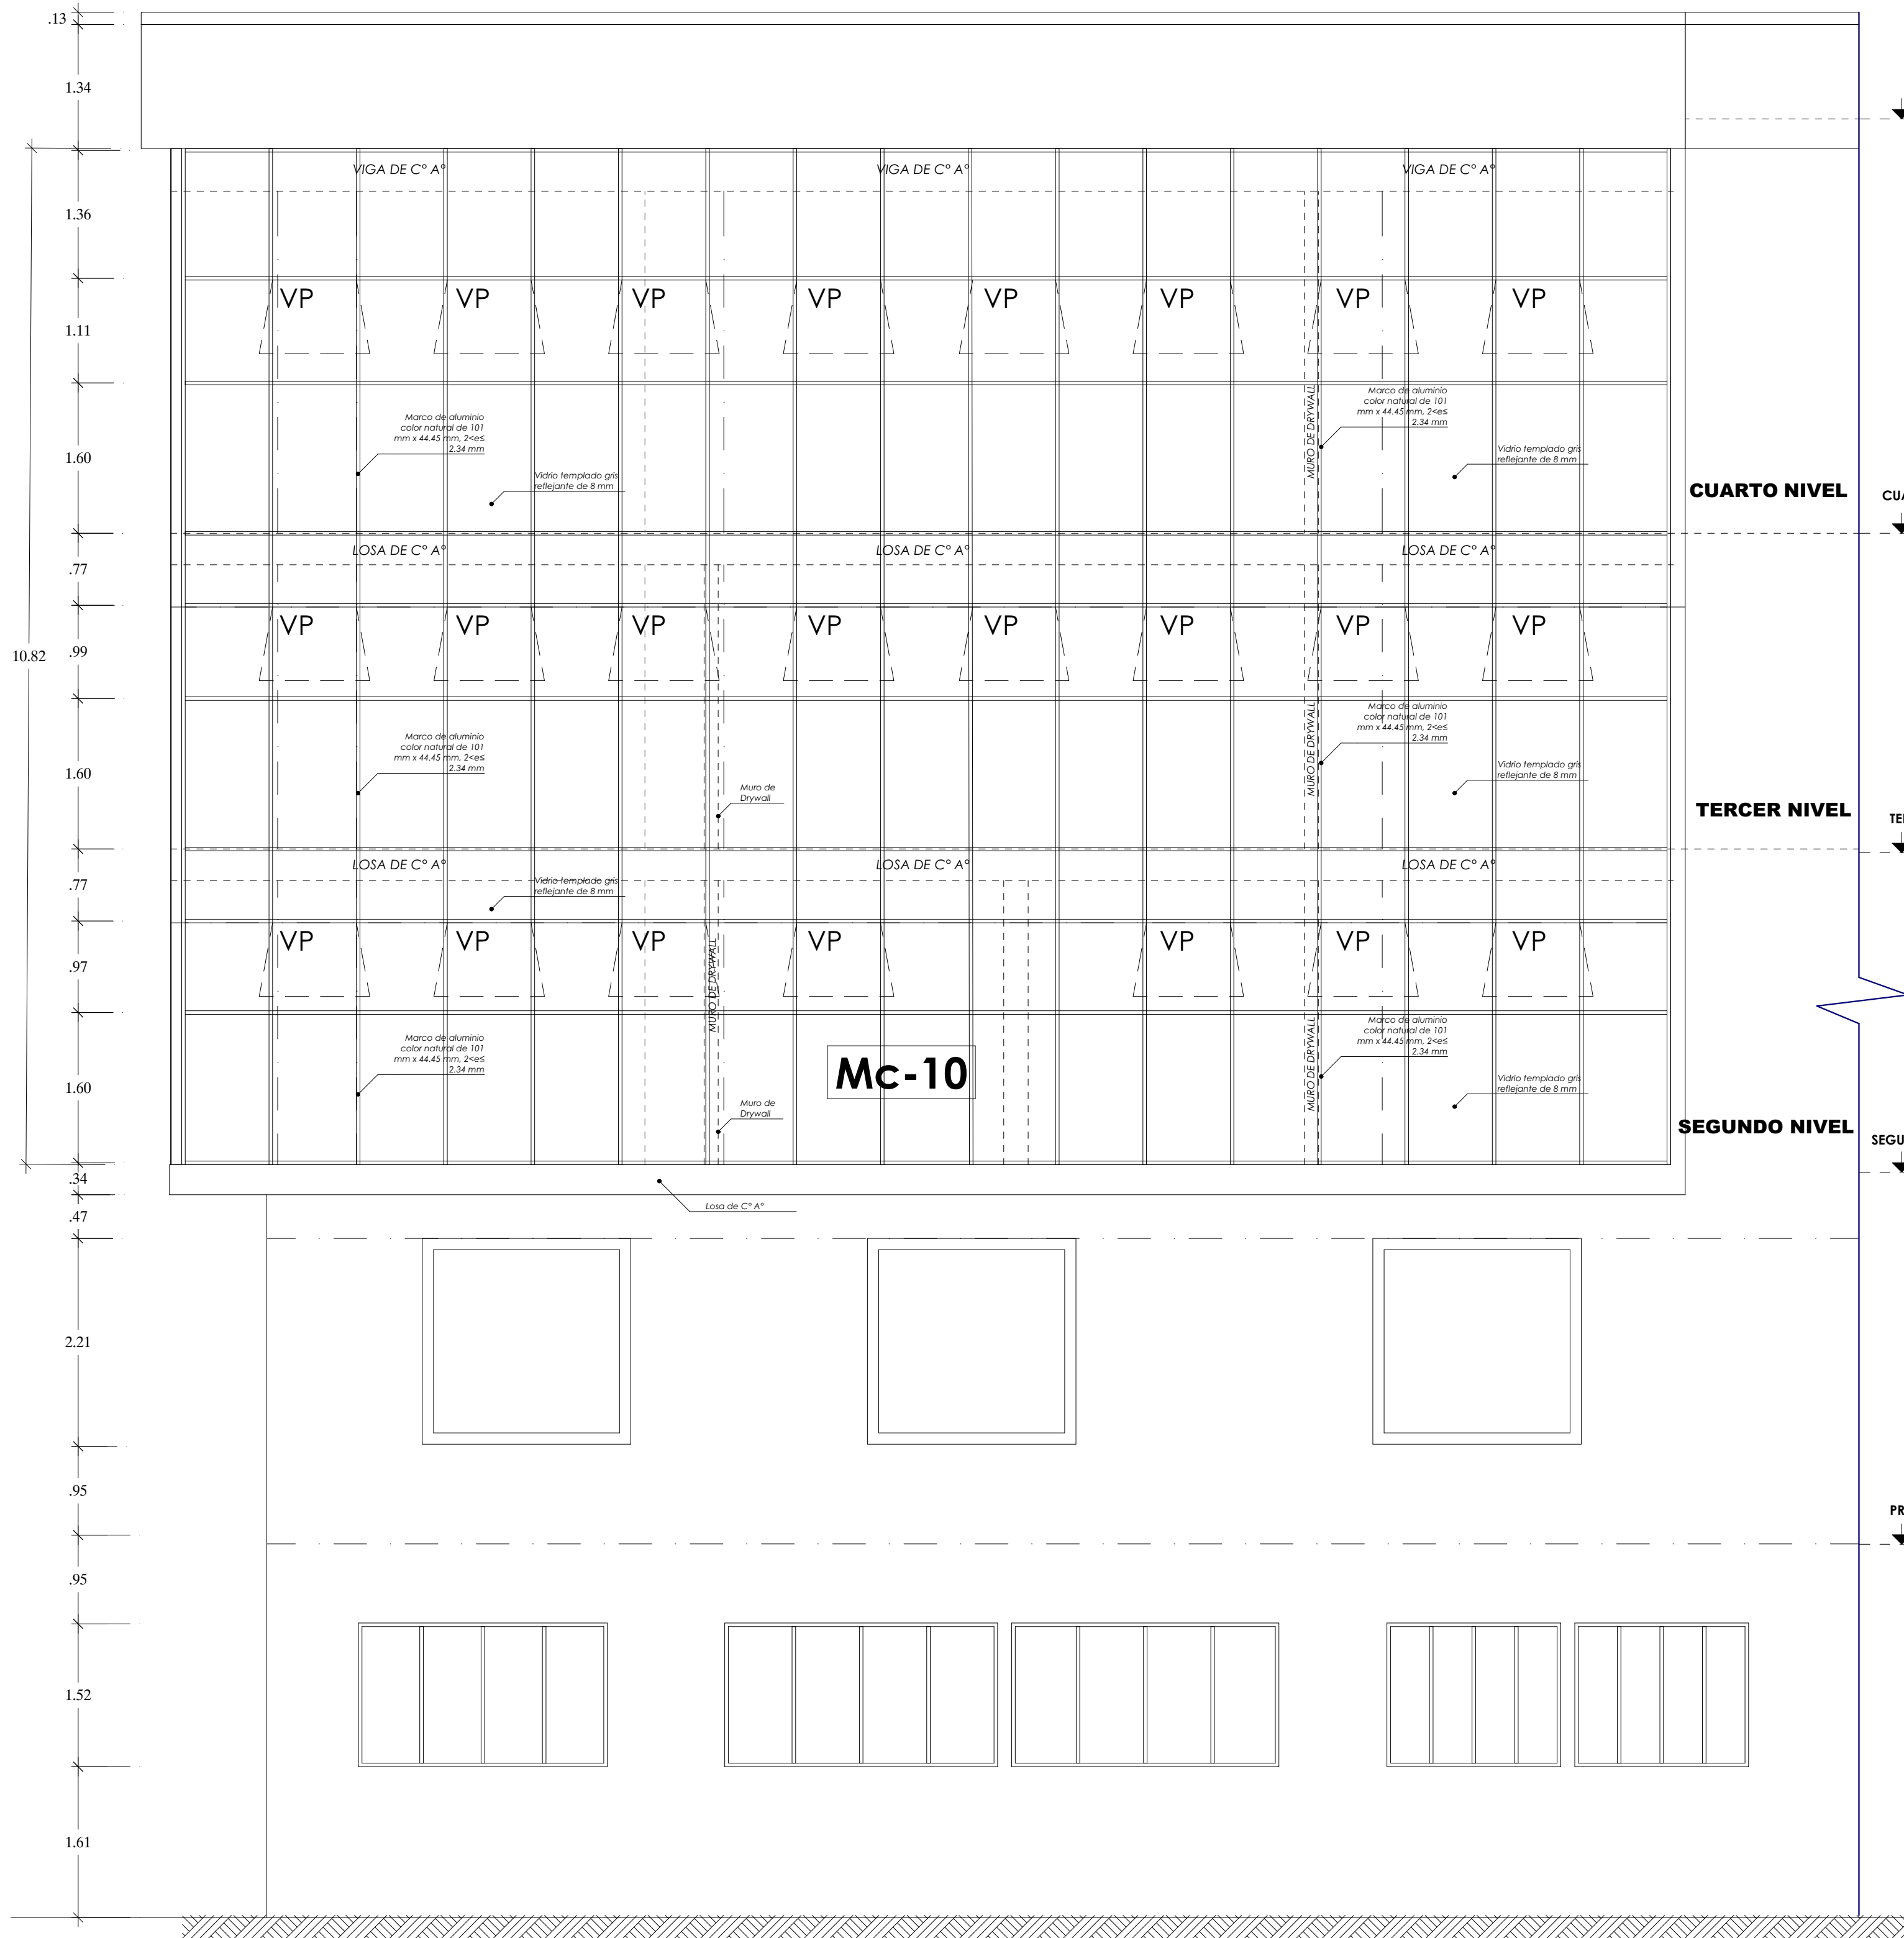 .13
1.34
VIGA DE C° A°
VIGA DE C° A°
VIGA DE C° A°
1.36
VP
VP
VP
VP
VP
VP
VP
VP
1.11
MURO DE DRYWALL
Marco de aluminio
color natural de 101
mm x 44.45 mm, 2<e≤
2.34 mm
Marco de aluminio
color natural de 101
mm x 44.45 mm, 2<e≤
2.34 mm
1.60
Vidrio templado gris
reflejante de 8 mm
Vidrio templado gris
reflejante de 8 mm
CUARTO NIVEL
CUA
LOSA DE C° A°
LOSA DE C° A°
LOSA DE C° A°
.77
VP
VP
VP
VP
VP
VP
VP
VP
10.82
.99
MURO DE DRYWALL
Marco de aluminio
color natural de 101
mm x 44.45 mm, 2<e≤
2.34 mm
Marco de aluminio
color natural de 101
mm x 44.45 mm, 2<e≤
2.34 mm
1.60
Muro de
Drywall
Vidrio templado gris
reflejante de 8 mm
TERCER NIVEL
TER
LOSA DE C° A°
LOSA DE C° A°
LOSA DE C° A°
.77
Vidrio templado gris
reflejante de 8 mm
VP
VP
VP
VP
VP
VP
VP
.97
MURO DE DRYWALL
MURO DE DRYWALL
Marco de aluminio
color natural de 101
mm x 44.45 mm, 2<e≤
2.34 mm
Mc-10
Marco de aluminio
color natural de 101
mm x 44.45 mm, 2<e≤
2.34 mm
1.60
Muro de
Drywall
Vidrio templado gris
reflejante de 8 mm
SEGUNDO NIVEL
SEGU
.34
Losa de C° A°
.47
2.21
.95
PR
.95
1.52
1.61